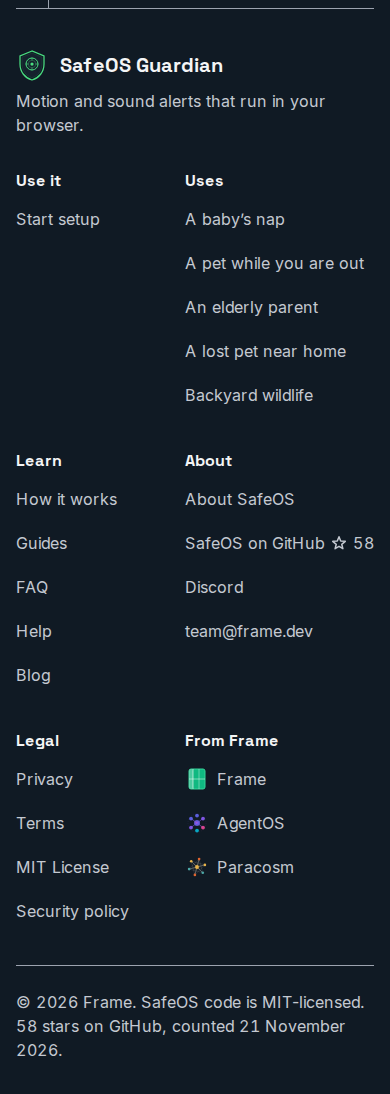 SafeOS Guardian
Motion and sound alerts that run in your
browser.
Use it
Start setup
Uses
A baby’s nap
A pet while you are out
An elderly parent
A lost pet near home
Backyard wildlife
Learn
How it works
Guides
FAQ
Help
Blog
About
About SafeOS
SafeOS on GitHub ☆ 58
Discord
team@frame.dev
Legal
Privacy
Terms
MIT License
Security policy
From Frame
Frame
AgentOS
Paracosm
© 2026 Frame. SafeOS code is MIT-licensed.
58 stars on GitHub, counted 21 November
2026.